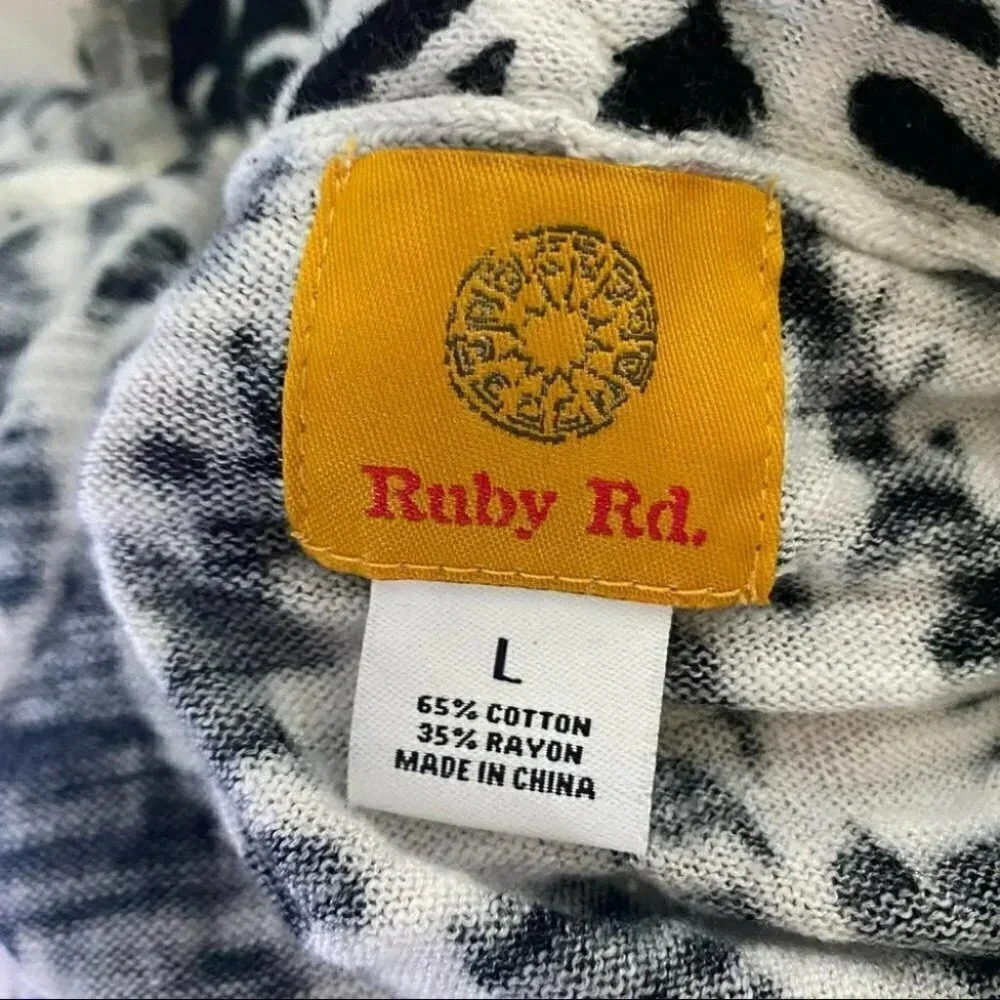 Ruby Rd.
L
65% COTTON
35% RAYON
MADE IN CHINA